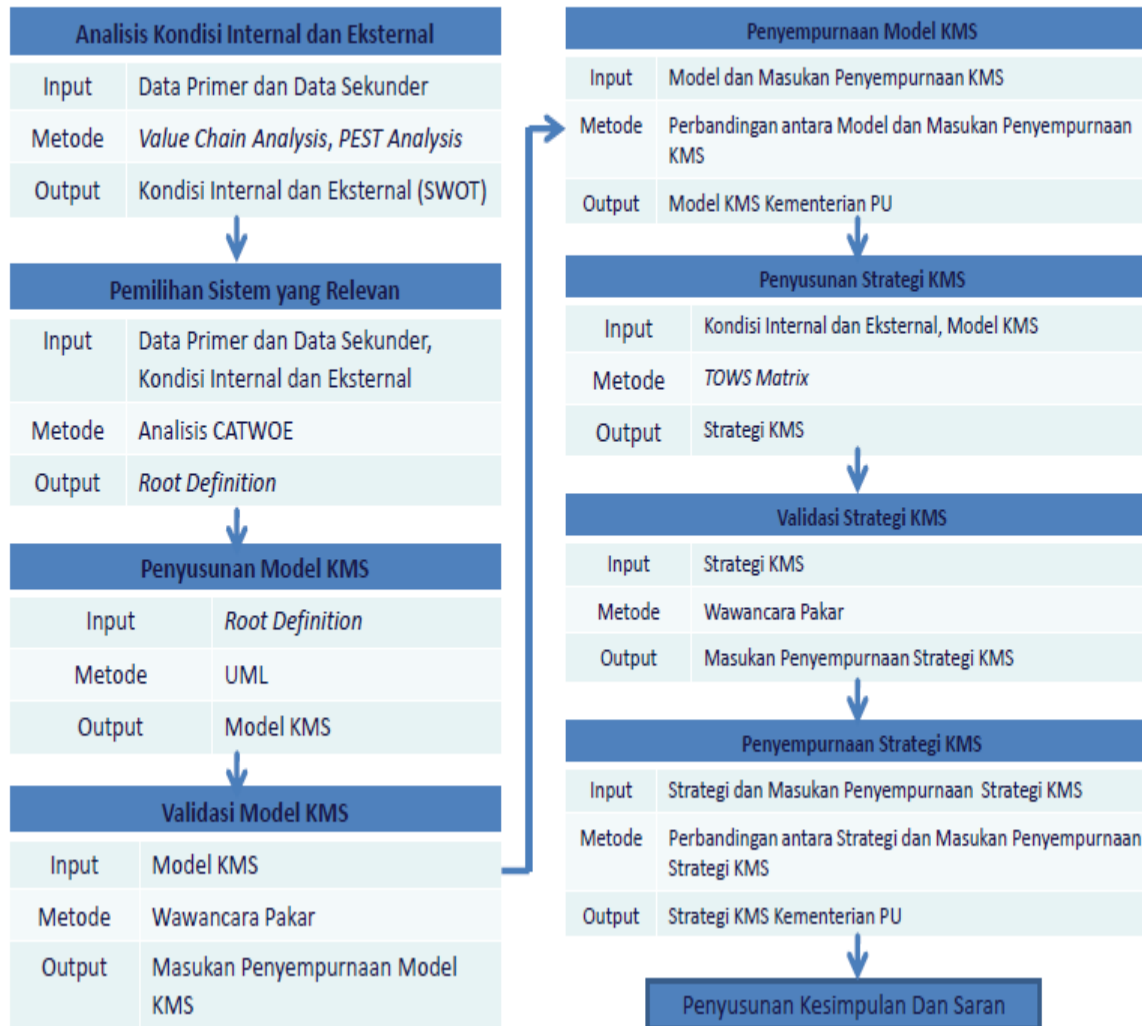 Analisis Kondisi Internal dan Eksternal
Input Data Primer dan Data Sekunder
Metode Value Chain Analysis, PEST Analysis
Output Kondisi Internal dan Eksternal (SWOT)
Pemilihan Sistem yang Relevan
Input Data Primer dan Data Sekunder,
Kondisi Internal dan Eksternal
Metode Analisis CATWOE
Output Root Definition
Penyusunan Model KMS
Input Root Definition
Metode UML
Output Model KMS
Validasi Model KMS
Input Model KMS
Metode Wawancara Pakar
Output Masukan Penyempurnaan Model
KMS
Penyempurnaan Model KMS
Input Model dan Masukan Penyempurnaan KMS
Metode Perbandingan antara Model dan Masukan Penyempurnaan
KMS
Output Model KMS Kementerian PU
Penyusunan Strategi KMS
Input Kondisi Internal dan Eksternal, Model KMS
Metode TOWS Matrix
Output Strategi KMS
Validasi Strategi KMS
Input Strategi KMS
Metode Wawancara Pakar
Output Masukan Penyempurnaan Strategi KMS
Penyempurnaan Strategi KMS
Input Strategi dan Masukan Penyempurnaan Strategi KMS
Metode Perbandingan antara Strategi dan Masukan Penyempurnaan
Strategi KMS
Output Strategi KMS Kementerian PU
Penyusunan Kesimpulan Dan Saran